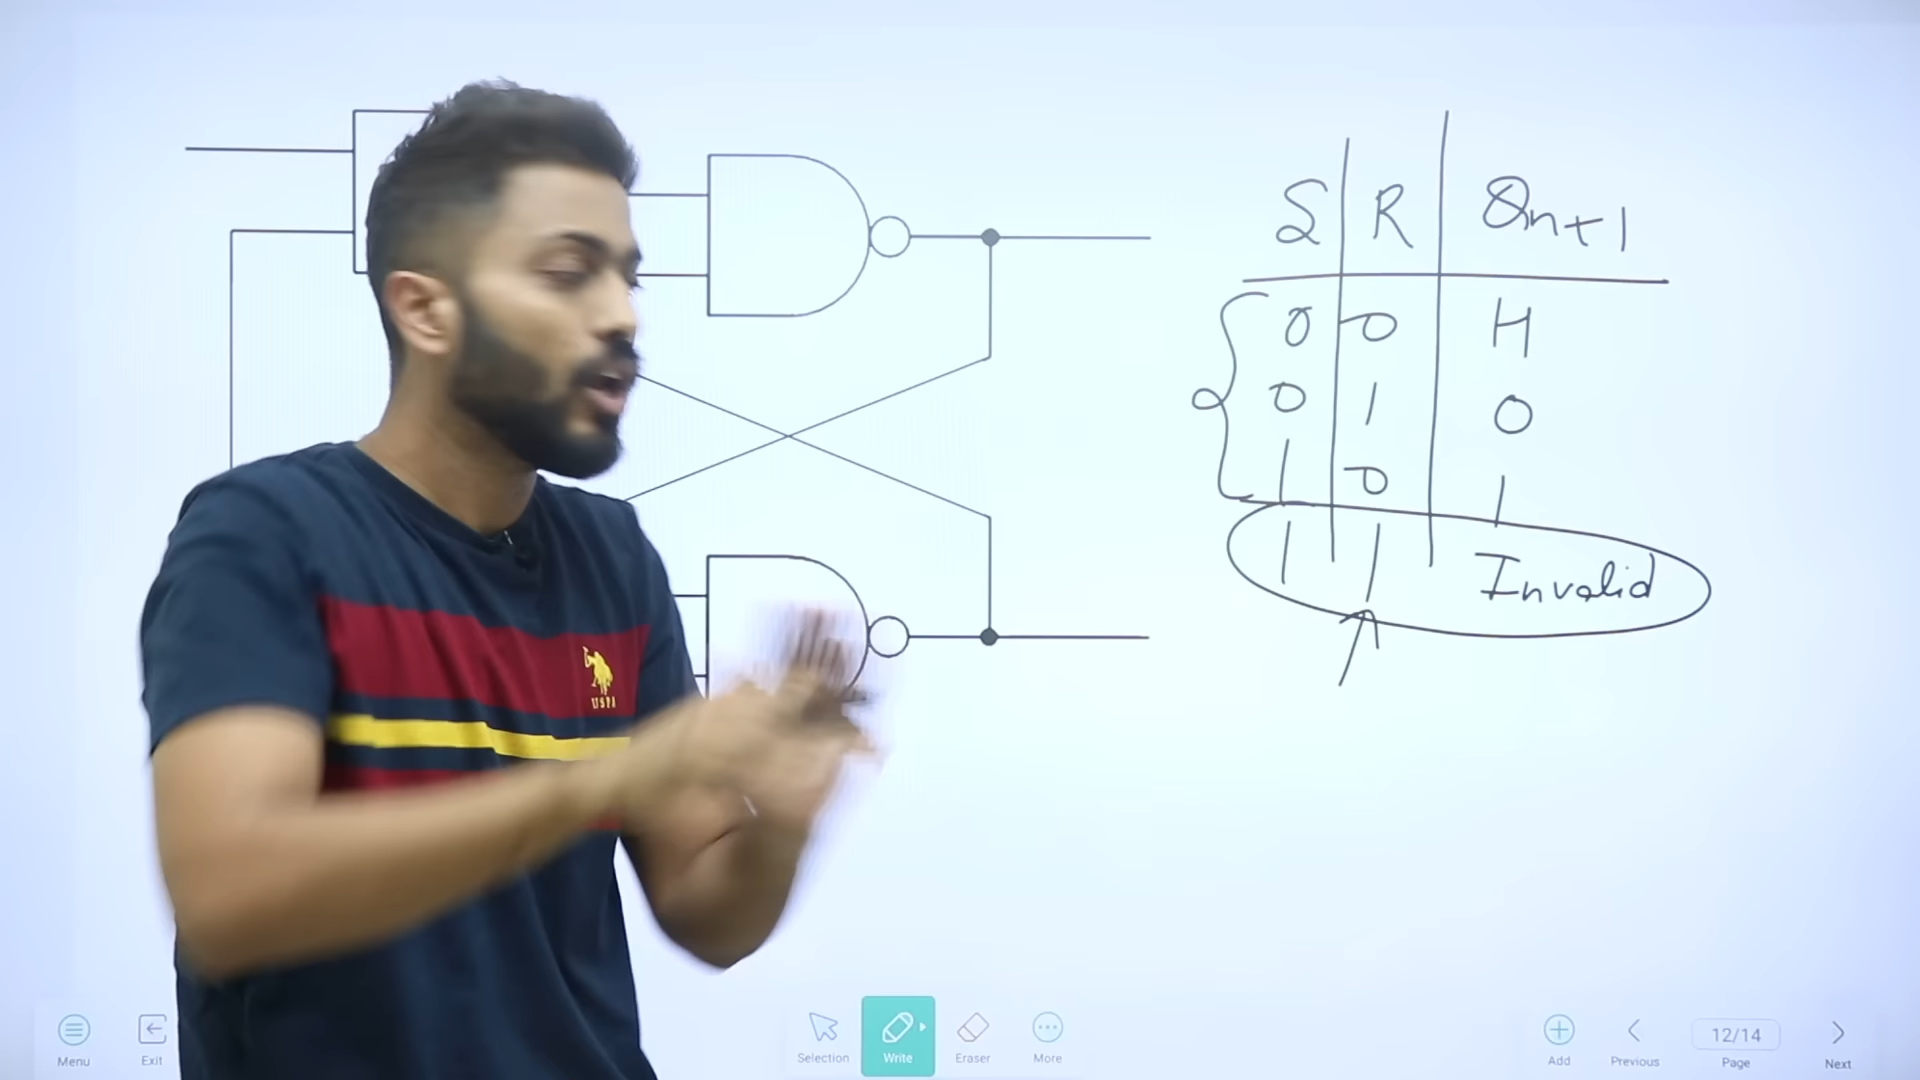 S R Qn+1
0 0 H
0 1 0
1 0 1
1 1 Invalid
USPA
Menu
Exit
Selection
Write
Eraser
More
Add
Previous
12/14
Page
Next